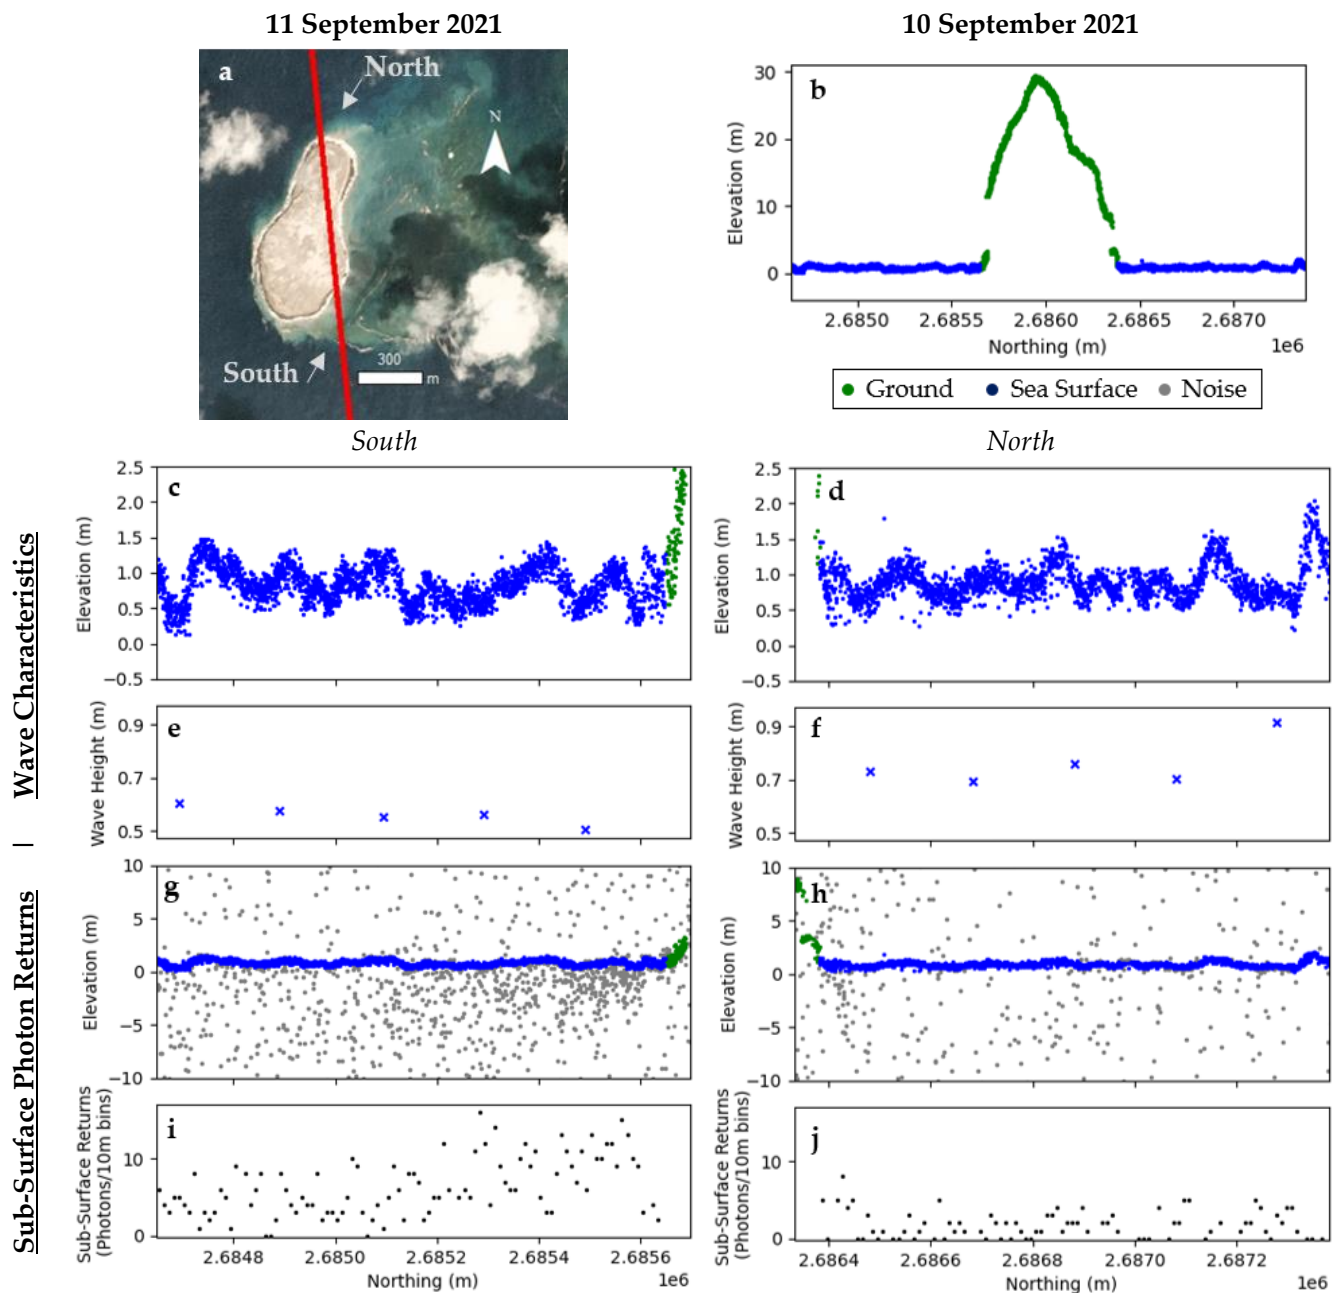 11 September 2021
10 September 2021
a
North
N
South
300
m
b
Elevation (m)
30
20
10
0
2.6850 2.6855 2.6860 2.6865 2.6870
Northing (m)
1e6
Ground Sea Surface Noise
South
North
Wave Characteristics
|
Sub-Surface Photon Returns
c
Elevation (m)
2.5
2.0
1.5
1.0
0.5
0.0
−0.5
d
Elevation (m)
2.5
2.0
1.5
1.0
0.5
0.0
−0.5
e
Wave Height (m)
0.9
0.7
0.5
f
Wave Height (m)
0.9
0.7
0.5
g
Elevation (m)
10
5
0
−5
−10
h
Elevation (m)
10
5
0
−5
−10
i
Sub-Surface Returns
(Photons/10m bins)
10
0
2.6848 2.6850 2.6852 2.6854 2.6856
Northing (m)
1e6
j
Sub-Surface Returns
(Photons/10m bins)
10
0
2.6864 2.6866 2.6868 2.6870 2.6872
Northing (m)
1e6